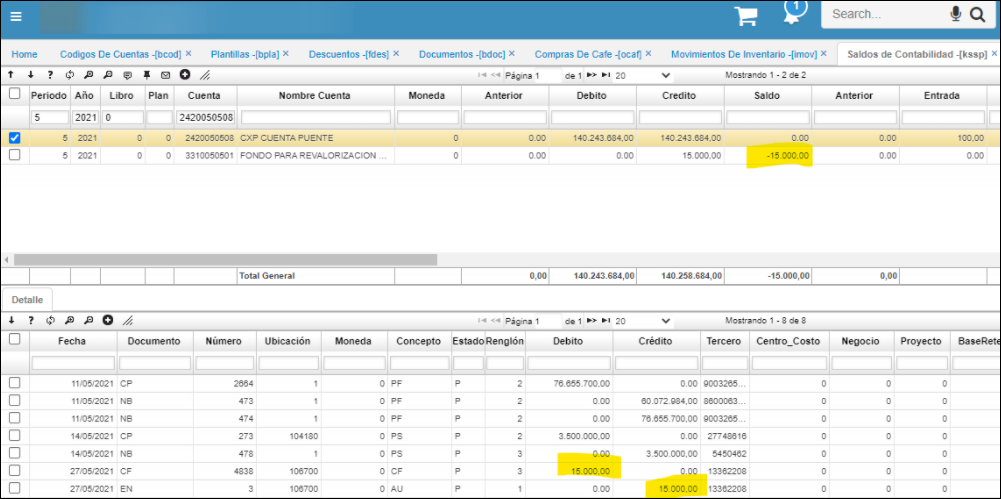 1
Search...
Home Codigos De Cuentas -[bcod] × Plantillas -[bpla] × Descuentos -[fdes] × Documentos -[bdoc] × Compras De Cafe -[ocaf] × Movimientos De Inventario -[imov] × Saldos de Contabilidad -[kssp] ×
Página 1 de 1 20 Mostrando 1 - 2 de 2
Periodo Año Libro Plan Cuenta Nombre Cuenta Moneda Anterior Debito Credito Saldo Anterior Entrada
5 2021 0 2420050508
5 2021 0 0 2420050508 CXP CUENTA PUENTE 0 0.00 140.243.684,00 140.243.684,00 0.00 0.00 100,00
5 2021 0 0 3310050501 FONDO PARA REVALORIZACION ... 0 0.00 0.00 15.000,00 -15.000,00 0.00 0.00
Total General 0,00 140.243.684,00 140.258.684,00 -15.000,00 0,00
Detalle
Página 1 de 1 20 Mostrando 1 - 8 de 8
Fecha Documento Número Ubicación Moneda Concepto Estado Renglón Debito Crédito Tercero Centro_Costo Negocio Proyecto BaseRete
11/05/2021 CP 2664 1 0 PF P 2 76.655.700,00 0.00 9003265... 0 0 0
11/05/2021 NB 473 1 0 PF P 2 0.00 60.072.984,00 8600063... 0 0 0
11/05/2021 NB 474 1 0 PF P 2 0.00 76.655.700,00 9003265... 0 0 0
14/05/2021 CP 273 104180 0 PS P 2 3.500.000,00 0.00 27748616 0 0 0
14/05/2021 NB 478 1 0 PS P 3 0.00 3.500.000,00 5450462 0 0 0
27/05/2021 CF 4838 106700 0 CF P 3 15.000,00 0.00 13362208 0 0 0
27/05/2021 EN 3 106700 0 AU P 1 0.00 15.000,00 13362208 0 0 0